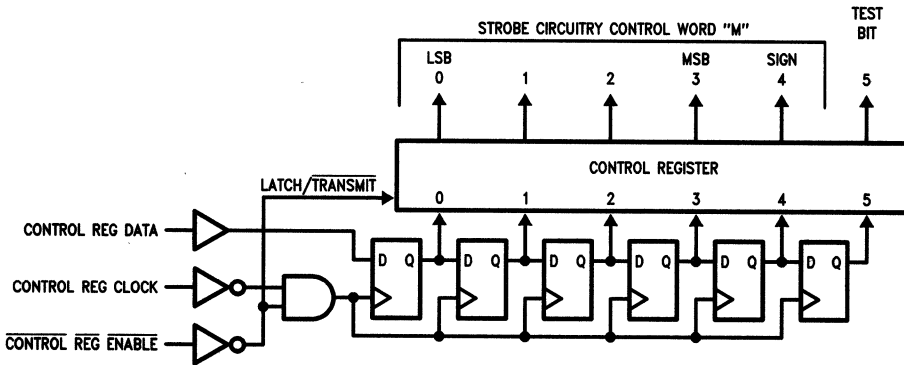 STROBE CIRCUITRY CONTROL WORD "M"
TEST
BIT
LSB MSB SIGN
0 1 2 3 4 5
CONTROL REGISTER
LATCH/TRANSMIT
0 1 2 3 4 5
CONTROL REG DATA
D Q D Q D Q D Q D Q D Q
CONTROL REG CLOCK
CONTROL REG ENABLE